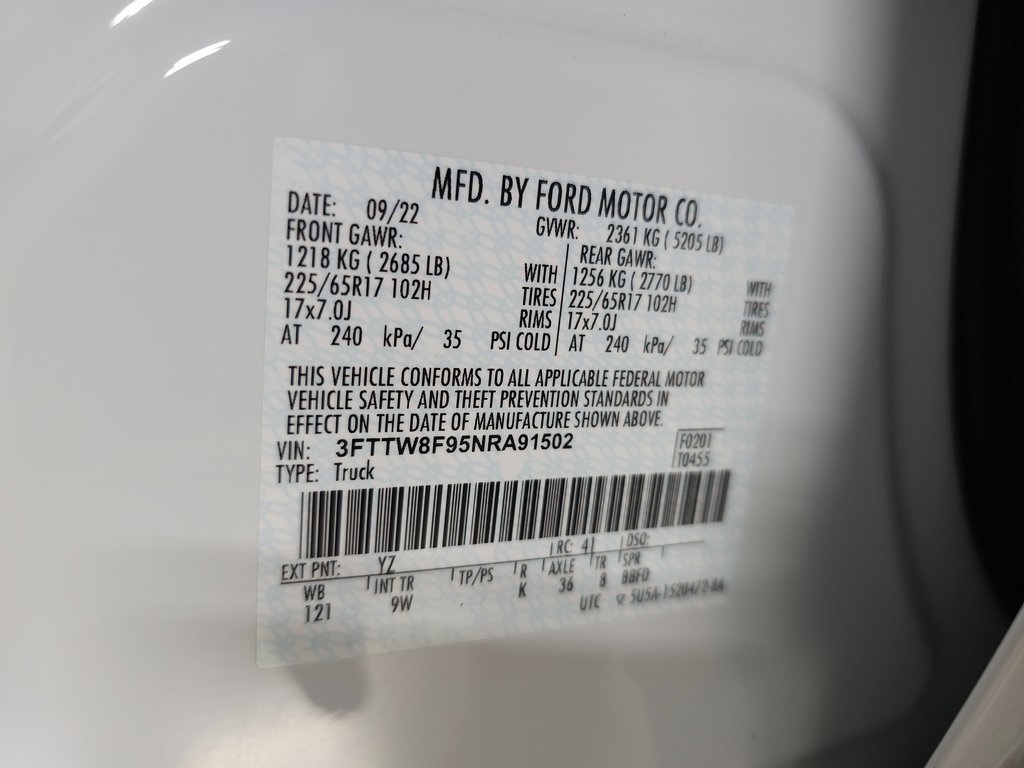 MFD. BY FORD MOTOR CO.
DATE: 09/22 GVWR: 2361 KG ( 5205 LB)
FRONT GAWR: REAR GAWR:
1218 KG ( 2685 LB) WITH 1256 KG ( 2770 LB) WITH
225/65R17 102H TIRES 225/65R17 102H TIRES
17x7.0J RIMS 17x7.0J RIMS
AT 240 kPa/ 35 PSI COLD AT 240 kPa/ 35 PSI COLD
THIS VEHICLE CONFORMS TO ALL APPLICABLE FEDERAL MOTOR
VEHICLE SAFETY AND THEFT PREVENTION STANDARDS IN
EFFECT ON THE DATE OF MANUFACTURE SHOWN ABOVE.
VIN: 3FTTW8F95NRA91502 F0201
TYPE: Truck T0455
EXT PNT: YZ RC: 41 DSO:
WB INT TR TP/PS R AXLE TR SPR
121 9W K 36 8 BBFD
UTC ▽ 5U5A-1520472-BA